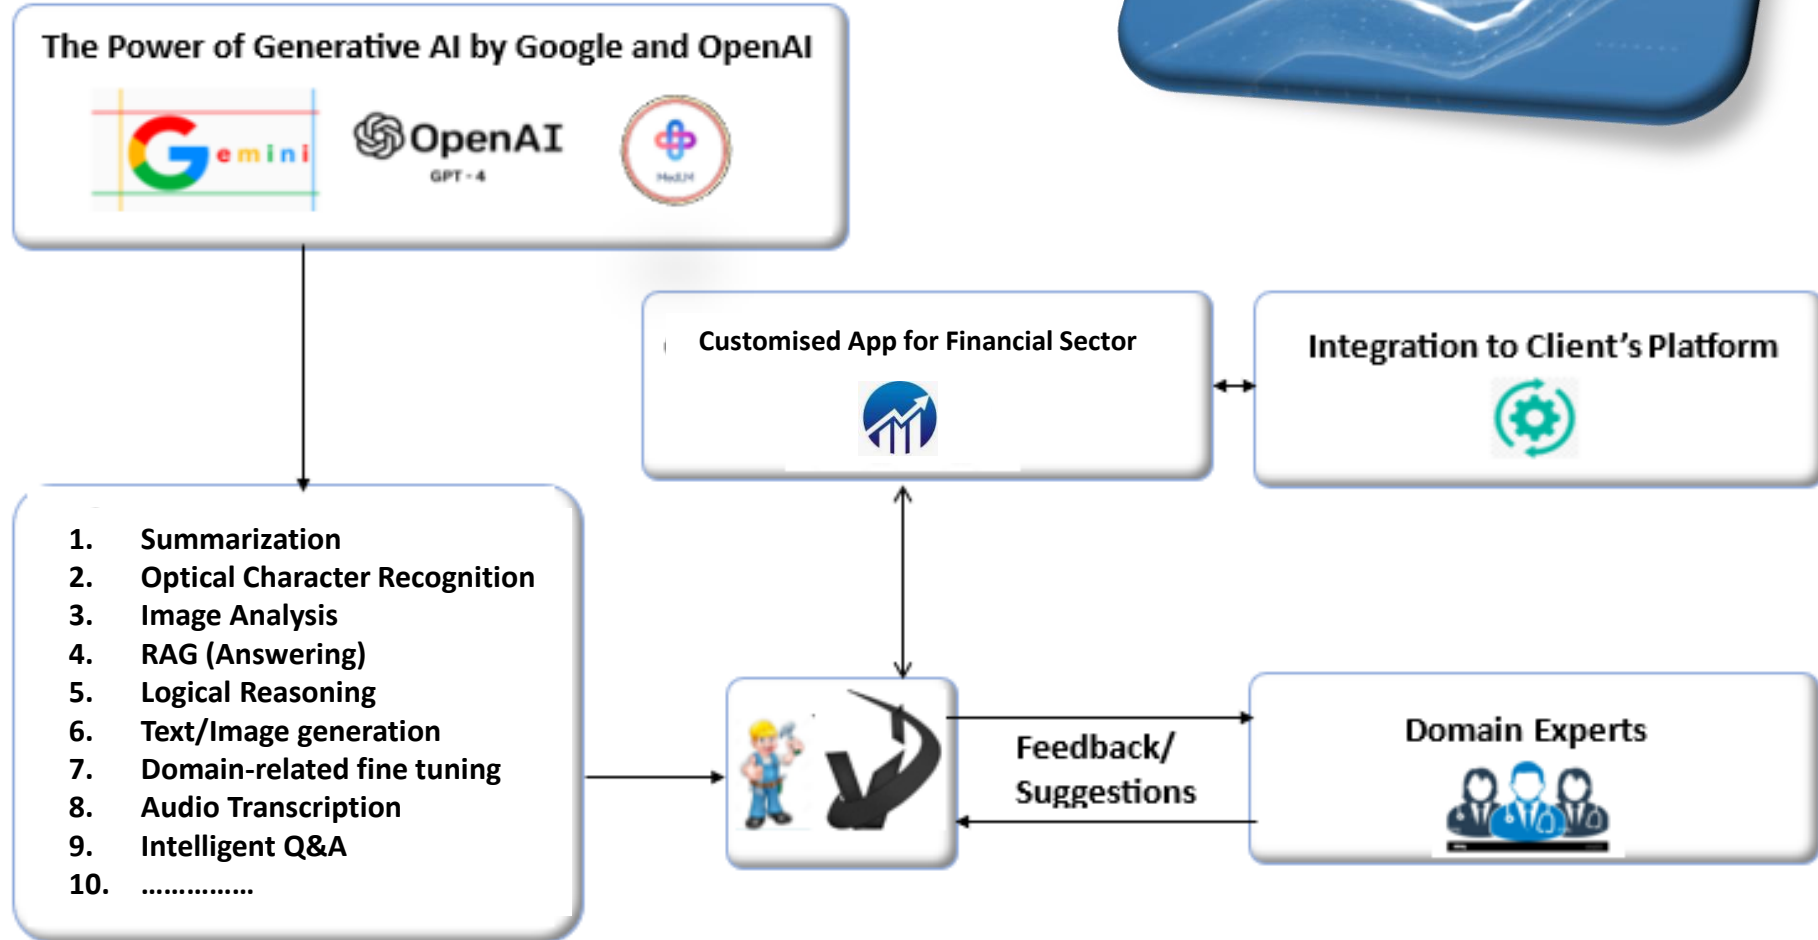 The Power of Generative AI by Google and OpenAI
Gemini
OpenAI
GPT - 4
MedLM
Customised App for Financial Sector
Integration to Client's Platform
1. Summarization
2. Optical Character Recognition
3. Image Analysis
4. RAG (Answering)
5. Logical Reasoning
6. Text/Image generation
7. Domain-related fine tuning
8. Audio Transcription
9. Intelligent Q&A
10. ...............
Feedback/
Suggestions
Domain Experts